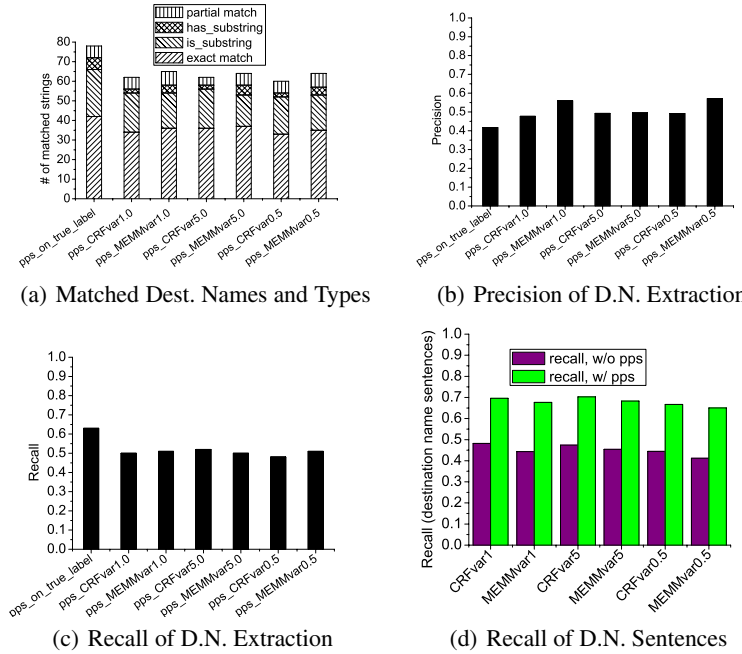 partial match
has_substring
is_substring
exact match
# of matched strings
80
70
60
50
40
30
20
10
0
pps_on_true_label
pps_CRFvar1.0
pps_MEMMvar1.0
pps_CRFvar5.0
pps_MEMMvar5.0
pps_CRFvar0.5
pps_MEMMvar0.5
(a) Matched Dest. Names and Types
Precision
1.0
0.9
0.8
0.7
0.6
0.5
0.4
0.3
0.2
0.1
0.0
pps_on_true_label
pps_CRFvar1.0
pps_MEMMvar1.0
pps_CRFvar5.0
pps_MEMMvar5.0
pps_CRFvar0.5
pps_MEMMvar0.5
(b) Precision of D.N. Extraction
Recall
1.0
0.9
0.8
0.7
0.6
0.5
0.4
0.3
0.2
0.1
0.0
pps_on_true_label
pps_CRFvar1.0
pps_MEMMvar1.0
pps_CRFvar5.0
pps_MEMMvar5.0
pps_CRFvar0.5
pps_MEMMvar0.5
(c) Recall of D.N. Extraction
Recall (destination name sentences)
1.0
0.9
0.8
0.7
0.6
0.5
0.4
0.3
0.2
0.1
0.0
recall, w/o pps
recall, w/ pps
CRFvar1
MEMMvar1
CRFvar5
MEMMvar5
CRFvar0.5
MEMMvar0.5
(d) Recall of D.N. Sentences